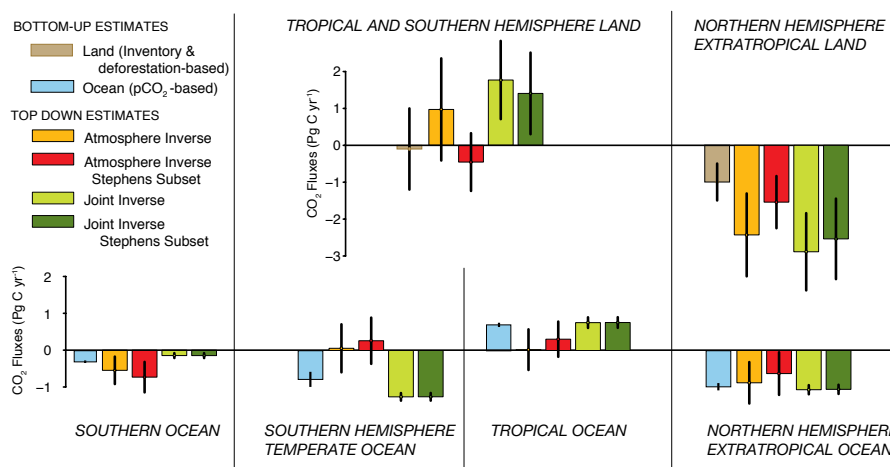 BOTTOM-UP ESTIMATES
Land (Inventory &
deforestation-based)
Ocean (pCO2-based)
TOP DOWN ESTIMATES
Atmosphere Inverse
Atmosphere Inverse
Stephens Subset
Joint Inverse
Joint Inverse
Stephens Subset
TROPICAL AND SOUTHERN HEMISPHERE LAND
NORTHERN HEMISPHERE
EXTRATROPICAL LAND
CO2 Fluxes (Pg C yr-1)
2
1
0
−1
−2
−3
CO2 Fluxes (Pg C yr-1)
2
1
0
−1
SOUTHERN OCEAN
SOUTHERN HEMISPHERE
TEMPERATE OCEAN
TROPICAL OCEAN
NORTHERN HEMISPHERE
EXTRATROPICAL OCEAN